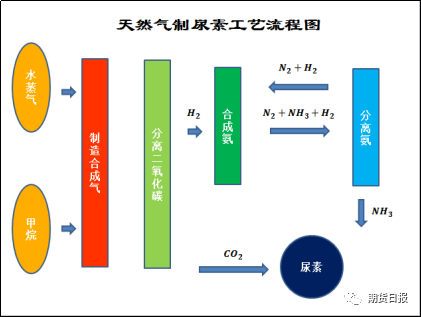 天然气制尿素工艺流程图
水蒸气
甲烷
制造合成气
分离二氧化碳
H₂
合成氨
N₂ + H₂
N₂ + NH₃ + H₂
分离氨
NH₃
CO₂
尿素
期货日报